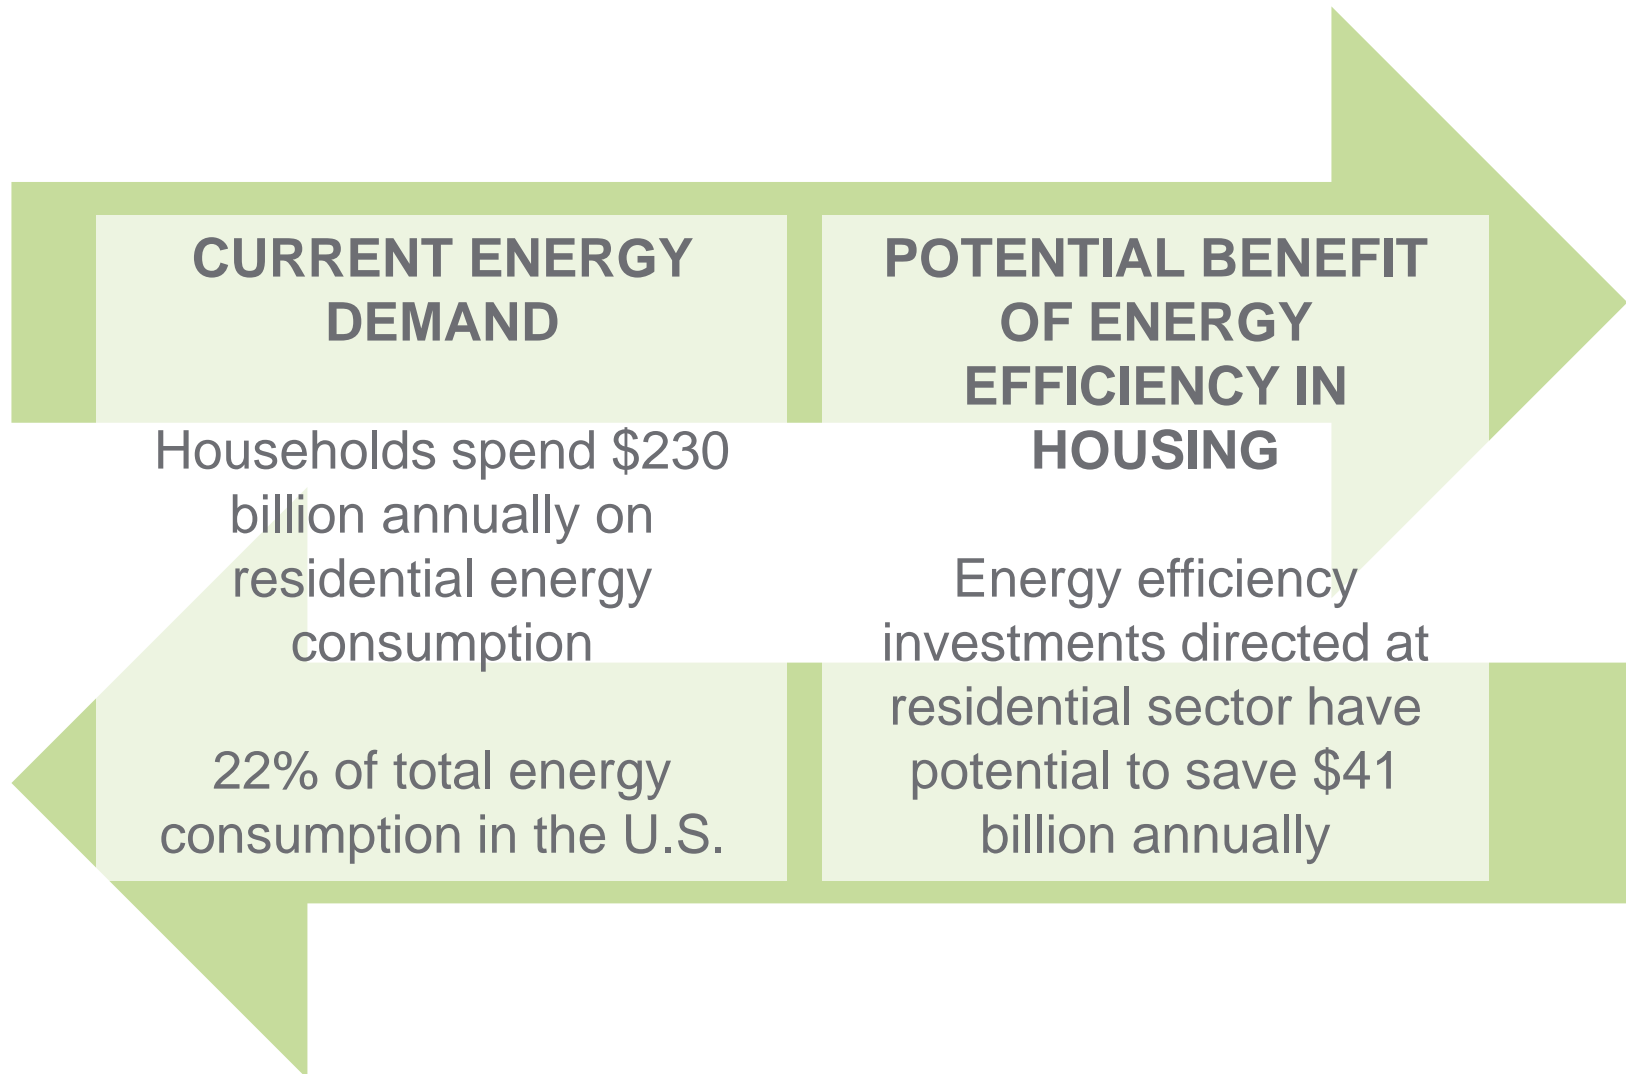 CURRENT ENERGY
DEMAND
Households spend $230
billion annually on
residential energy
consumption
22% of total energy
consumption in the U.S.
POTENTIAL BENEFIT
OF ENERGY
EFFICIENCY IN
HOUSING
Energy efficiency
investments directed at
residential sector have
potential to save $41
billion annually